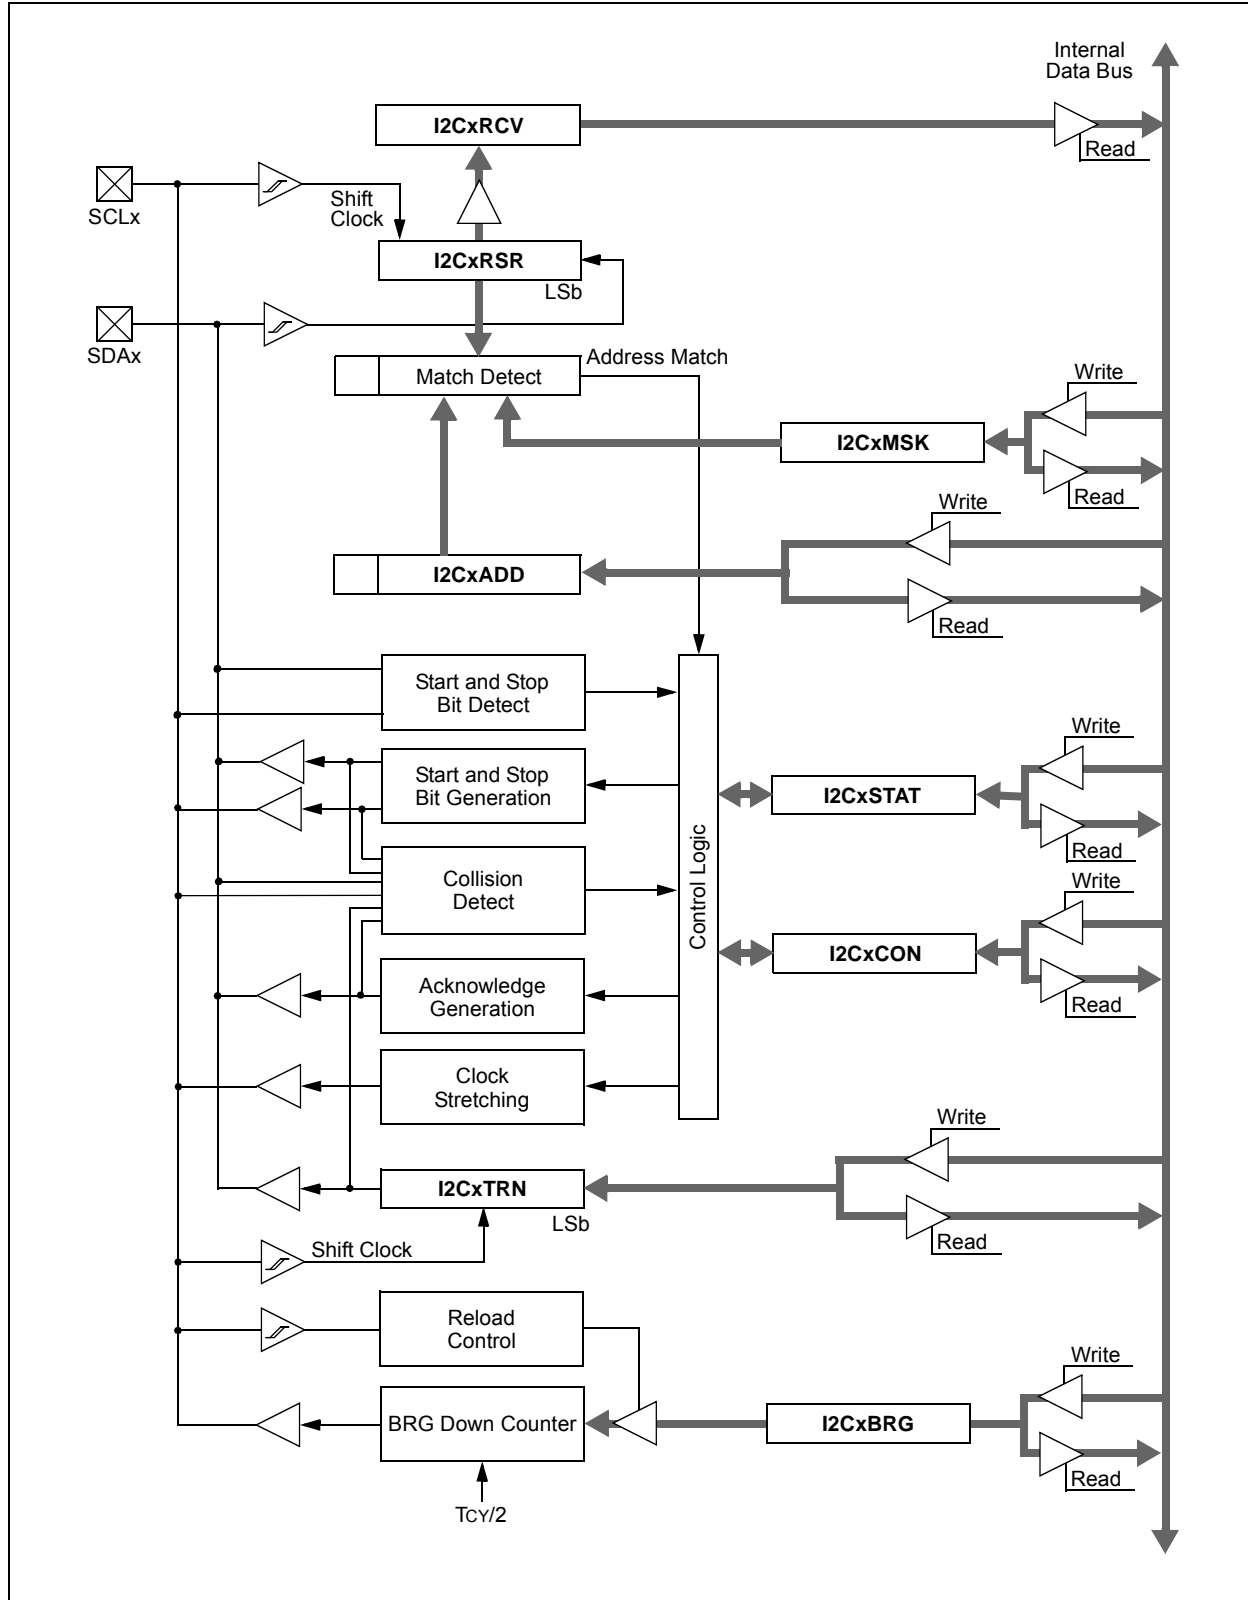 Internal
Data Bus
I2CxRCV
Read
SCLx
Shift
Clock
I2CxRSR
LSb
SDAx
Address Match
Match Detect
Write
I2CxMSK
Read
Write
I2CxADD
Read
Start and Stop
Bit Detect
Write
Start and Stop
Bit Generation
I2CxSTAT
Read
Control Logic
Collision
Detect
Write
I2CxCON
Read
Acknowledge
Generation
Clock
Stretching
Write
I2CxTRN
LSb
Read
Shift Clock
Reload
Control
Write
BRG Down Counter
I2CxBRG
Read
TCY/2